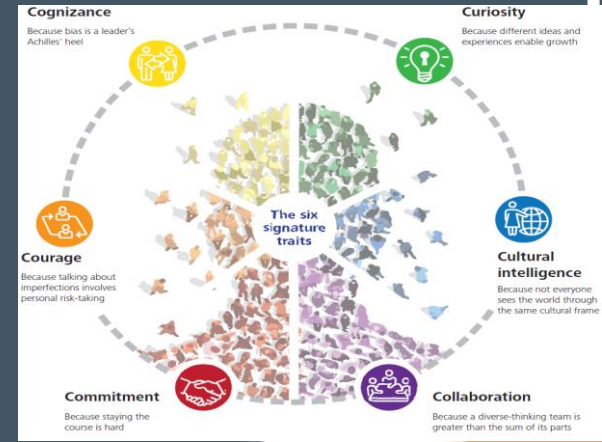 Cognizance
Because bias is a leader's
Achilles' heel
Curiosity
Because different ideas and
experiences enable growth
The six
signature
traits
Courage
Because talking about
imperfections involves
personal risk-taking
Cultural
intelligence
Because not everyone
sees the world through
the same cultural frame
Commitment
Because staying the
course is hard
Collaboration
Because a diverse-thinking team is
greater than the sum of its parts